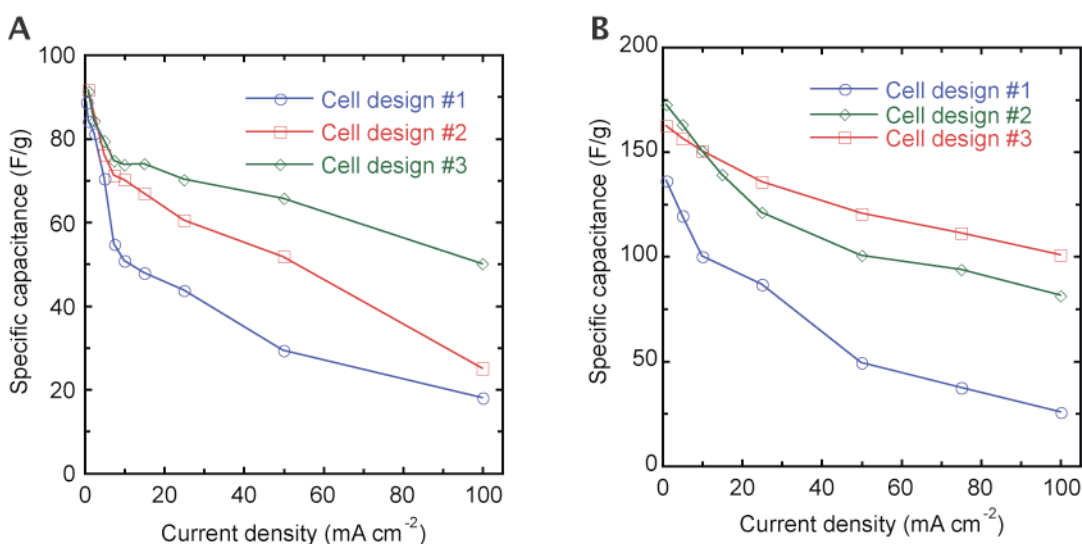 A
100
80
60
40
20
0
Specific capacitance (F/g)
Cell design #1
Cell design #2
Cell design #3
0 20 40 60 80 100
Current density (mA cm⁻²)
B
200
150
100
50
0
Specific capacitance (F/g)
Cell design #1
Cell design #2
Cell design #3
0 20 40 60 80 100
Current density (mA cm⁻²)